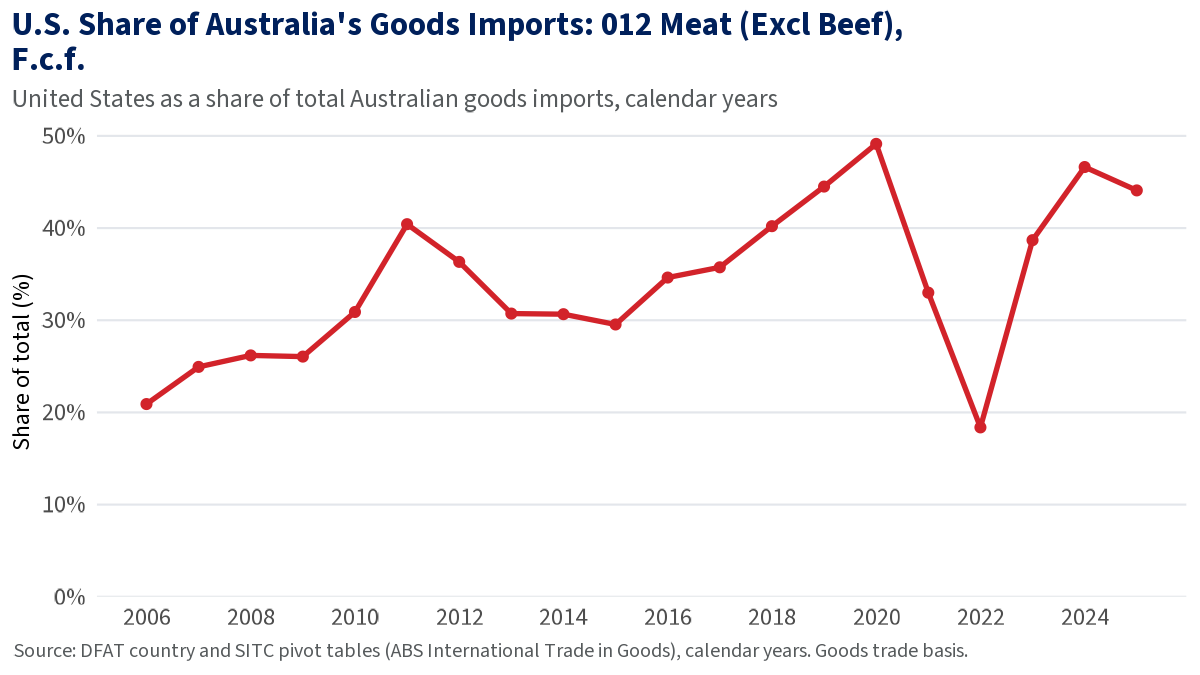 U.S. Share of Australia's Goods Imports: 012 Meat (Excl Beef),
F.c.f.
United States as a share of total Australian goods imports, calendar years
Share of total (%)
50%
40%
30%
20%
10%
0%
2006 2008 2010 2012 2014 2016 2018 2020 2022 2024
Source: DFAT country and SITC pivot tables (ABS International Trade in Goods), calendar years. Goods trade basis.